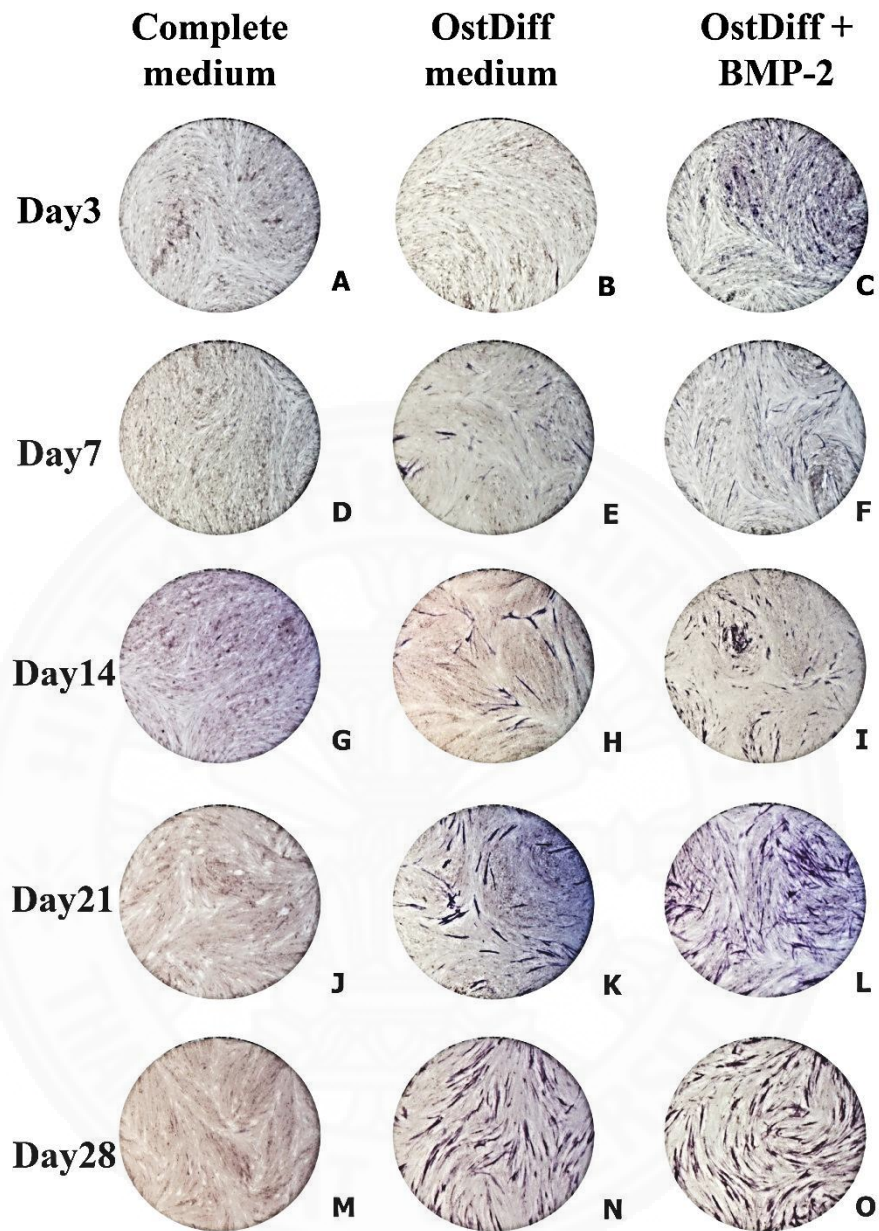 Complete medium
OstDiff medium
OstDiff + BMP-2
Day3
A
B
C
Day7
D
E
F
Day14
G
H
I
Day21
J
K
L
Day28
M
N
O